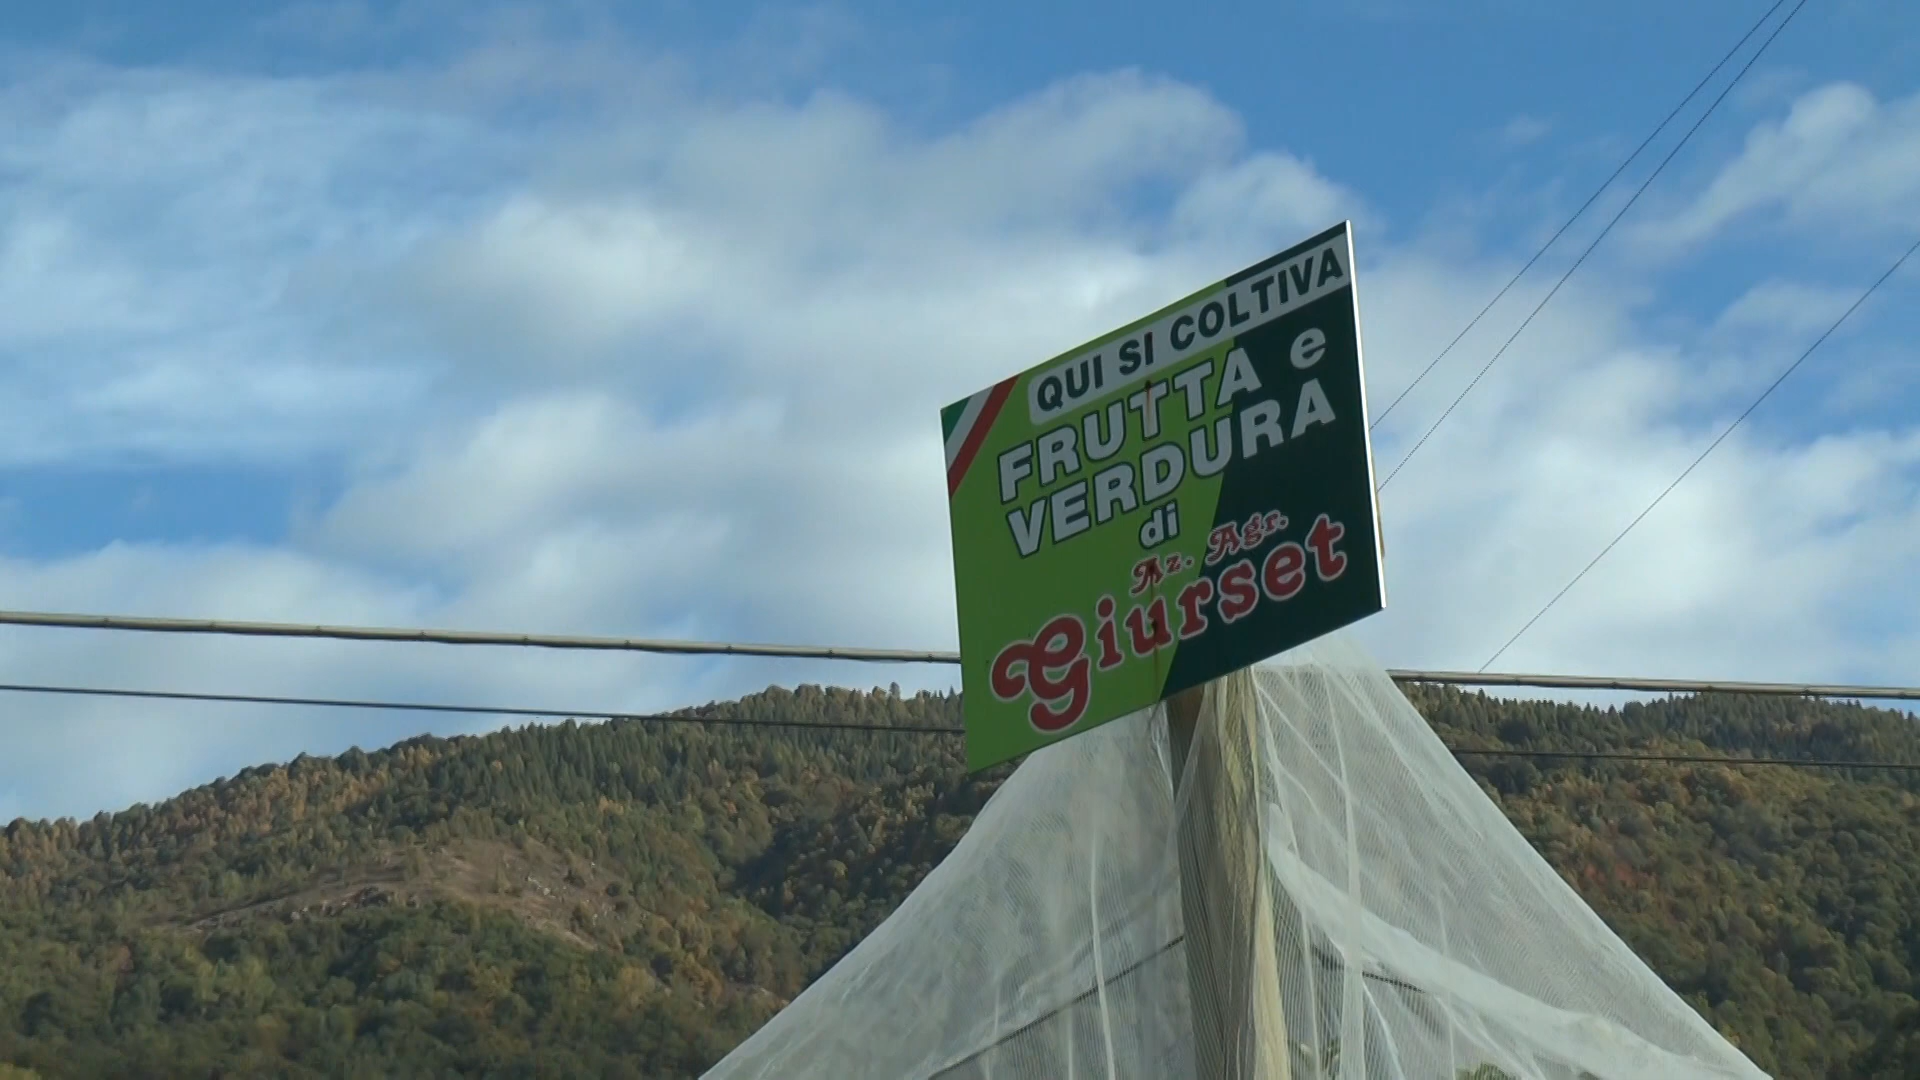 QUI SI COLTIVA
FRUTTA e
VERDURA
di
Az. Agr.
Giurset